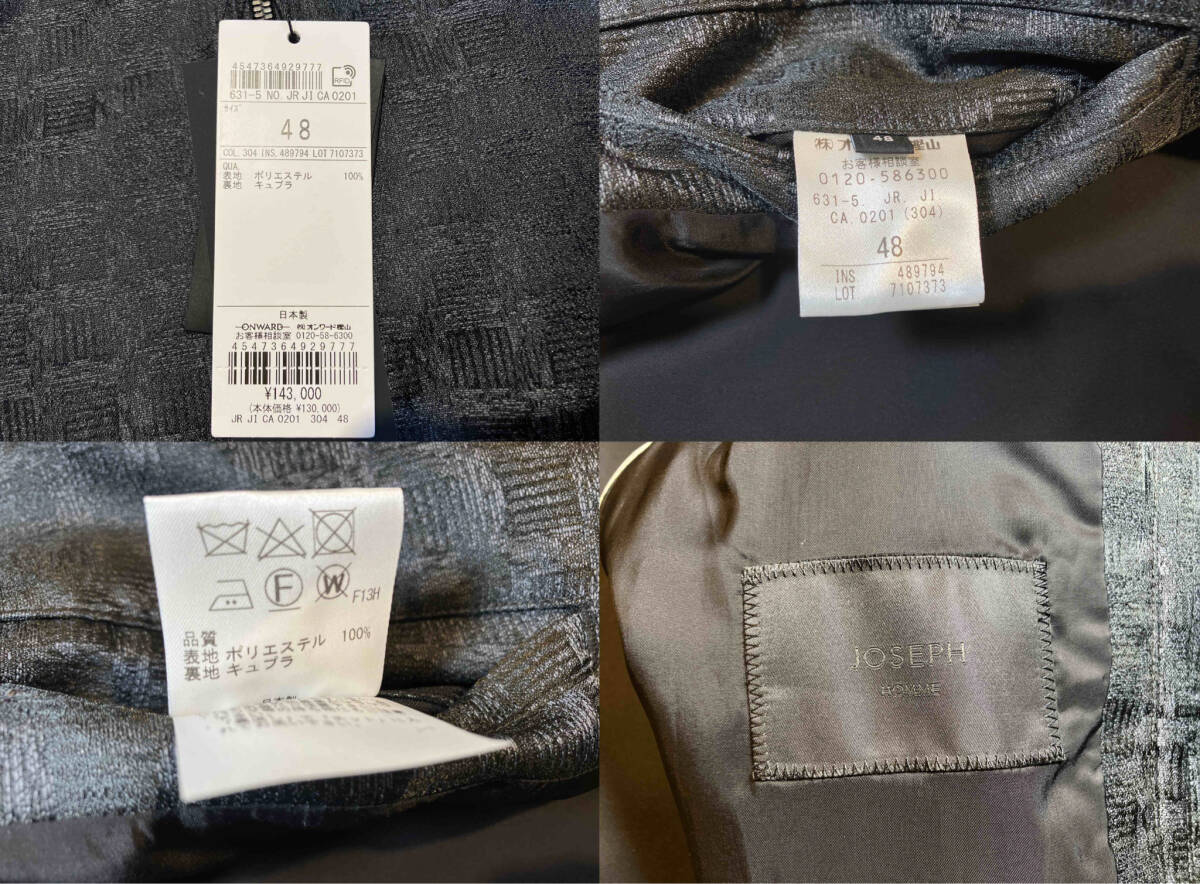 4547364929777
RFID
631-5 NO. JR JI CA 0201
サイズ
48
COL. 304 INS. 489794 LOT 7107373
QUA.
表地 ポリエステル 100%
裏地 キュプラ
日本製
ONWARD ㈱オンワード樫山
お客様相談室 0120-58-6300
4547364929777
¥143,000
(本体価格 ¥130,000)
JR JI CA 0201 304 48
48
お客様相談室
0120-586300
631-5. JR. JI.
CA. 0201 (304)
48
INS 489794
LOT 7107373
F
W
F13H
品質
表地 ポリエステル 100%
裏地 キュプラ
JOSEPH
HOMME